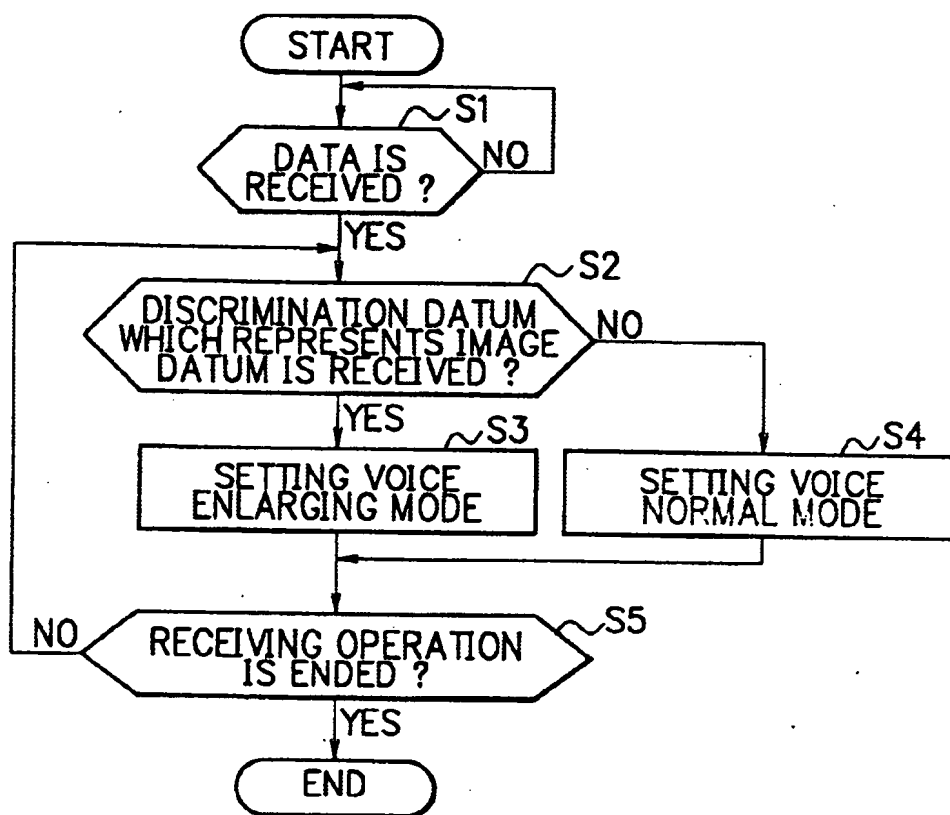 START
S1
DATA IS
RECEIVED ?
NO
YES
S2
DISCRIMINATION DATUM
WHICH REPRESENTS IMAGE
DATUM IS RECEIVED ?
NO
YES
S3
SETTING VOICE
ENLARGING MODE
S4
SETTING VOICE
NORMAL MODE
S5
RECEIVING OPERATION
IS ENDED ?
NO
YES
END